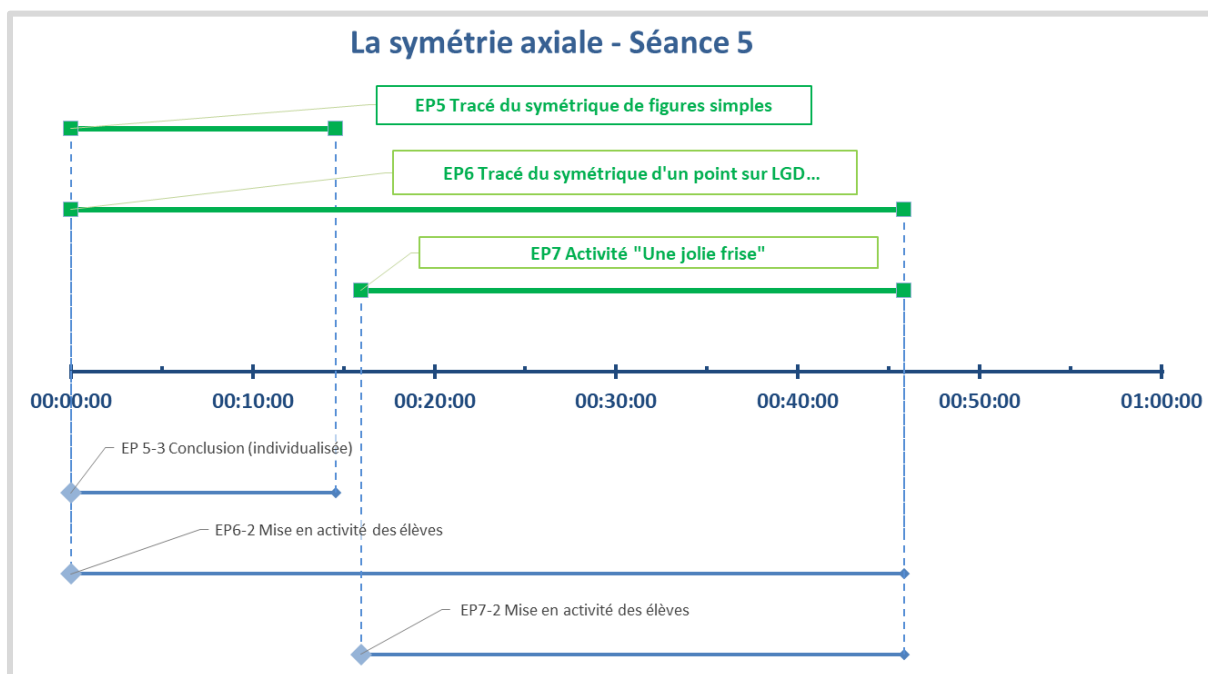 La symétrie axiale - Séance 5
EP5 Tracé du symétrique de figures simples
EP6 Tracé du symétrique d'un point sur LGD...
EP7 Activité "Une jolie frise"
00:00:00 00:10:00 00:20:00 00:30:00 00:40:00 00:50:00 01:00:00
EP 5-3 Conclusion (individualisée)
EP6-2 Mise en activité des élèves
EP7-2 Mise en activité des élèves